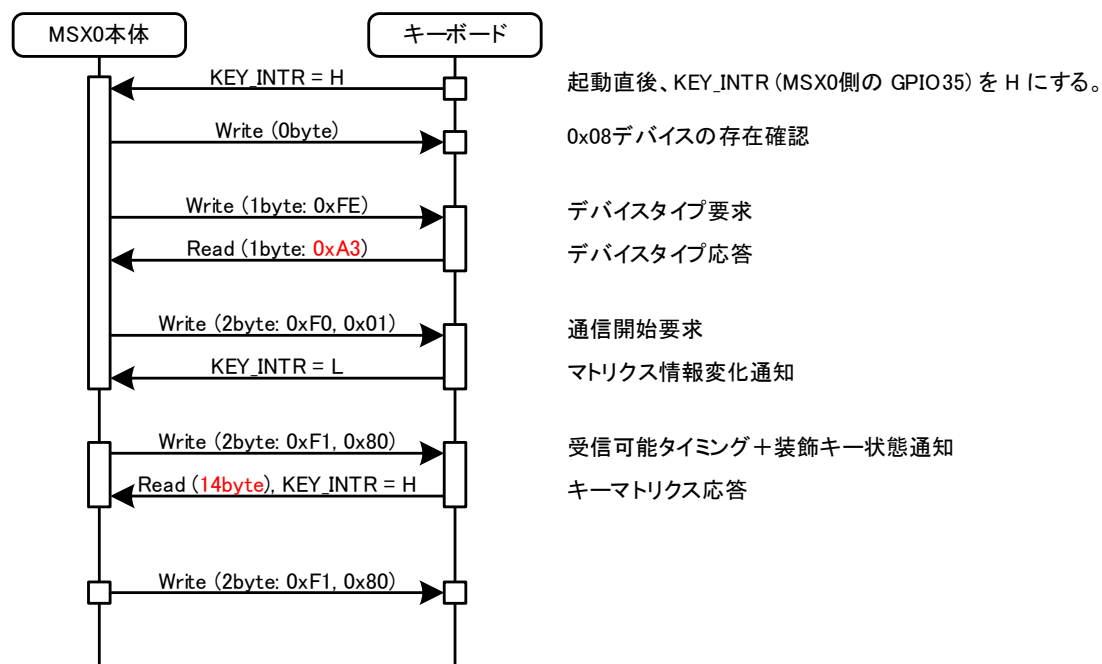 MSX0本体 キーボード
KEY_INTR = H 起動直後、KEY_INTR (MSX0側の GPIO35) を H にする。
Write (0byte) 0x08デバイスの存在確認
Write (1byte: 0xFE) デバイスタイプ要求
Read (1byte: 0xA3) デバイスタイプ応答
Write (2byte: 0xF0, 0x01) 通信開始要求
KEY_INTR = L マトリクス情報変化通知
Write (2byte: 0xF1, 0x80) 受信可能タイミング＋装飾キー状態通知
Read (14byte), KEY_INTR = H キーマトリクス応答
Write (2byte: 0xF1, 0x80)